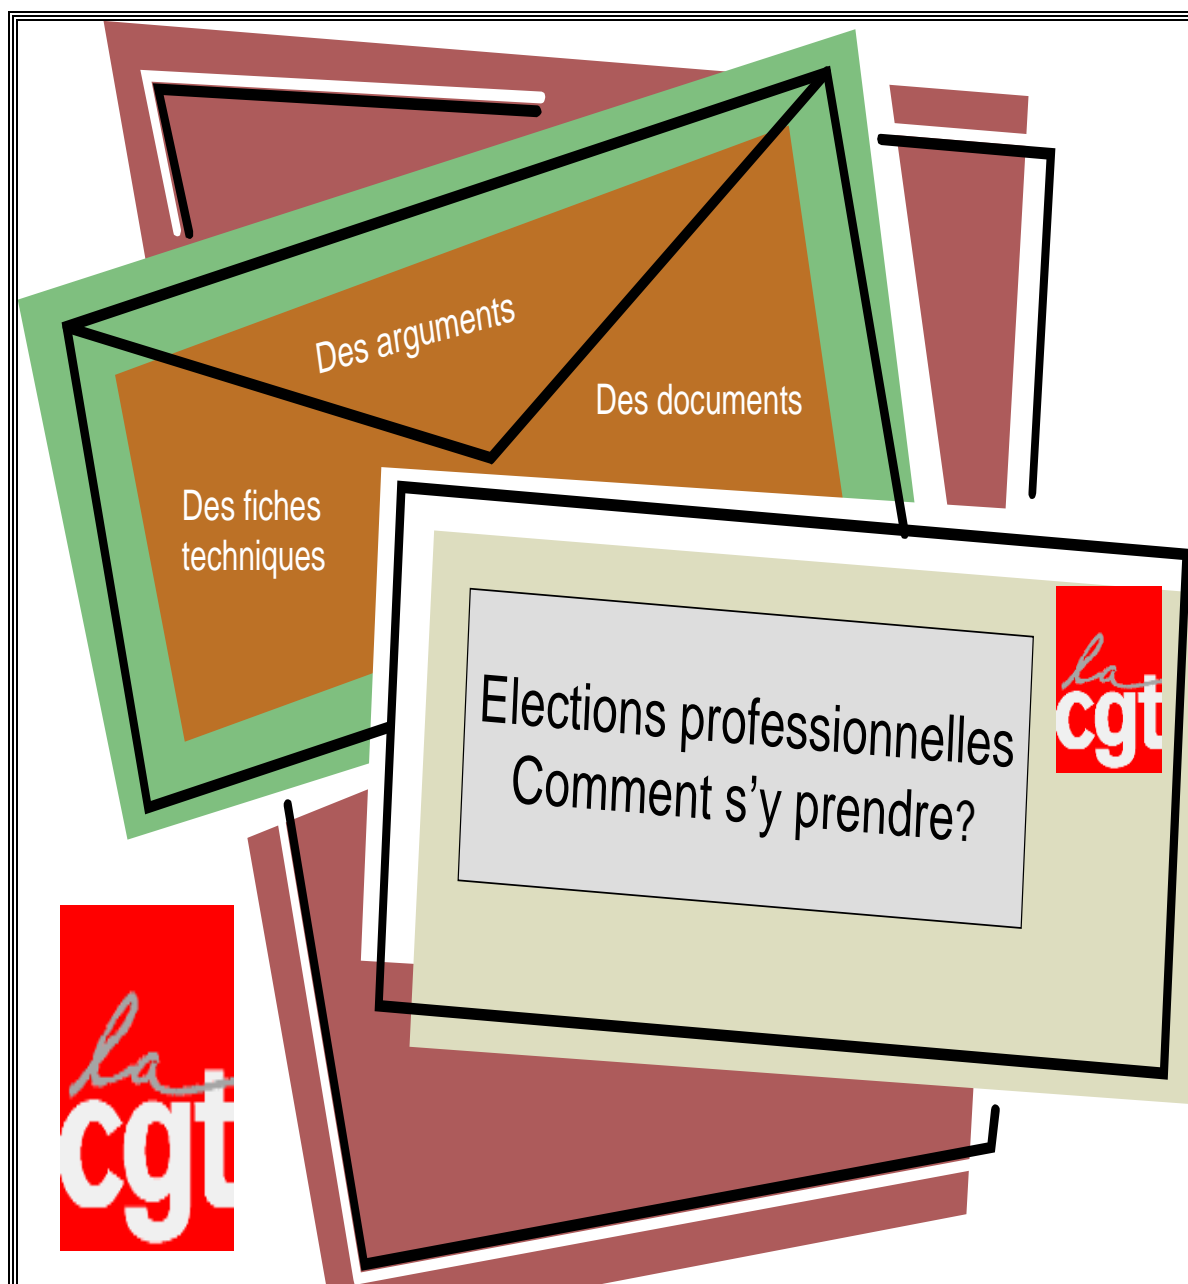 Des arguments
Des documents
Des fiches
techniques
Elections professionnelles
Comment s'y prendre?
la
cgt
la
cgt